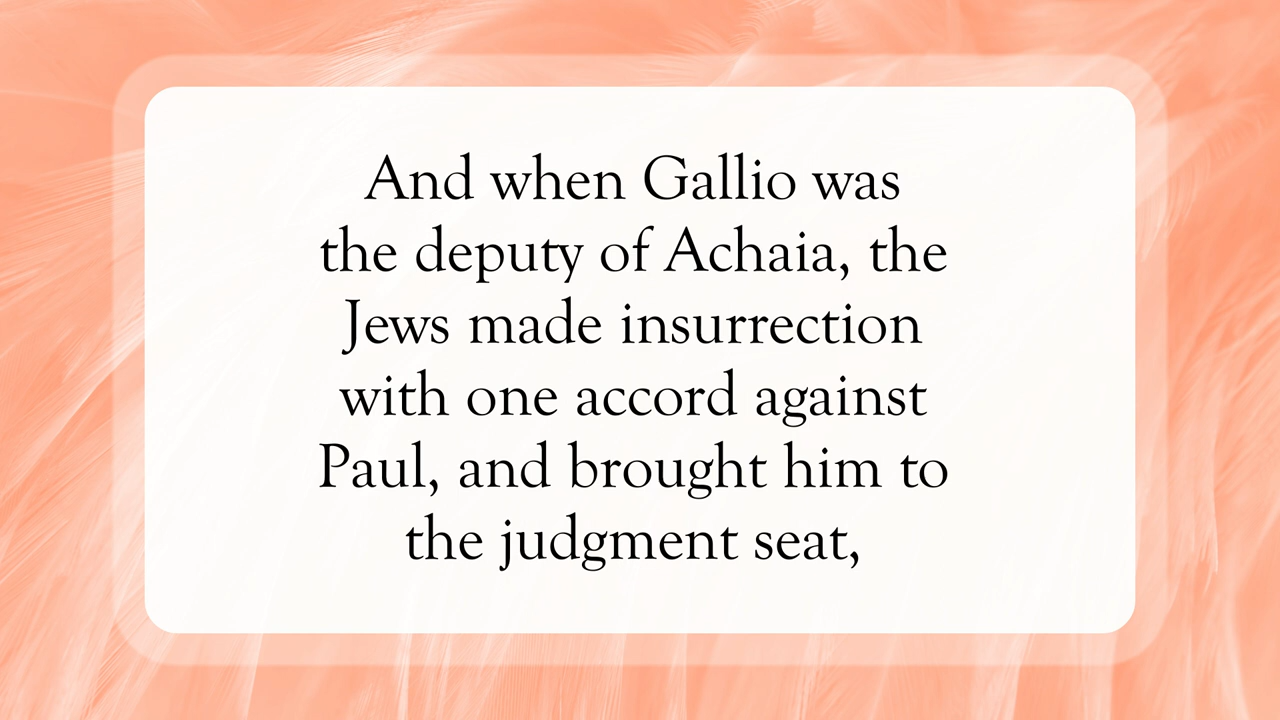 And when Gallio was
the deputy of Achaia, the
Jews made insurrection
with one accord against
Paul, and brought him to
the judgment seat,